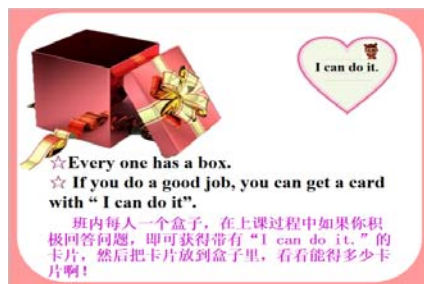 I can do it.
☆Every one has a box.
☆ If you do a good job, you can get a card
with “ I can do it”.
班内每人一个盒子，在上课过程中如果你积
极回答问题，即可获得带有“I can do it.”的
卡片，然后把卡片放到盒子里，看看能得多少卡
片啊！